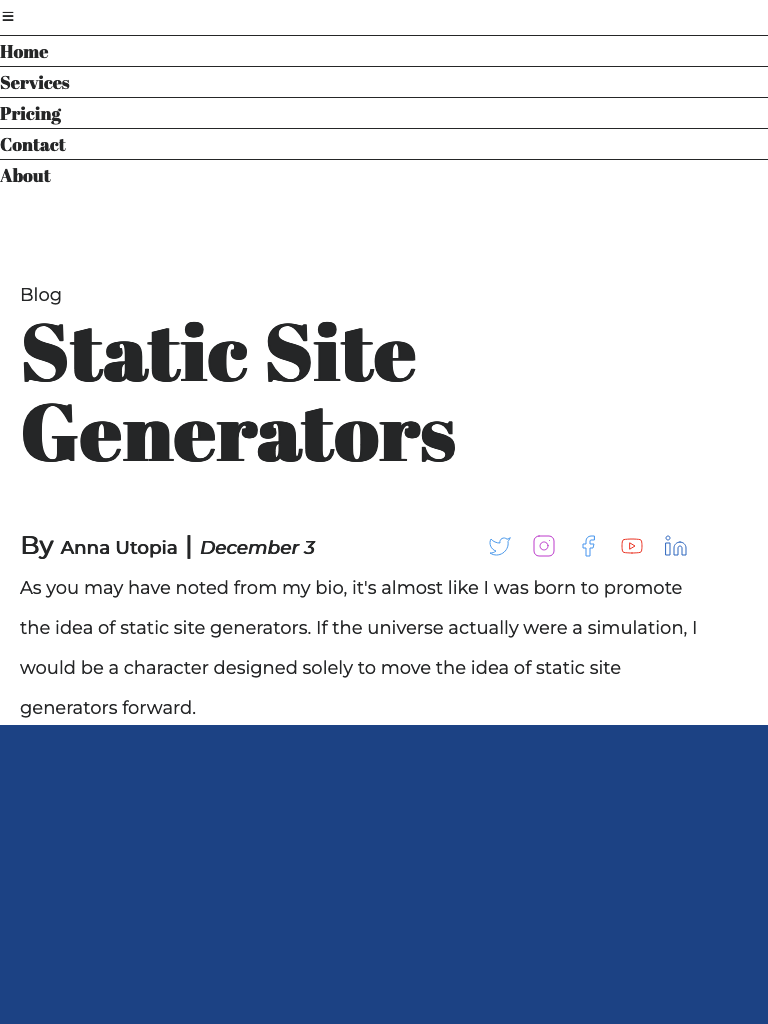 Home
Services
Pricing
Contact
About
Blog
Static Site
Generators
By Anna Utopia | December 3
As you may have noted from my bio, it's almost like I was born to promote
the idea of static site generators. If the universe actually were a simulation, I
would be a character designed solely to move the idea of static site
generators forward.